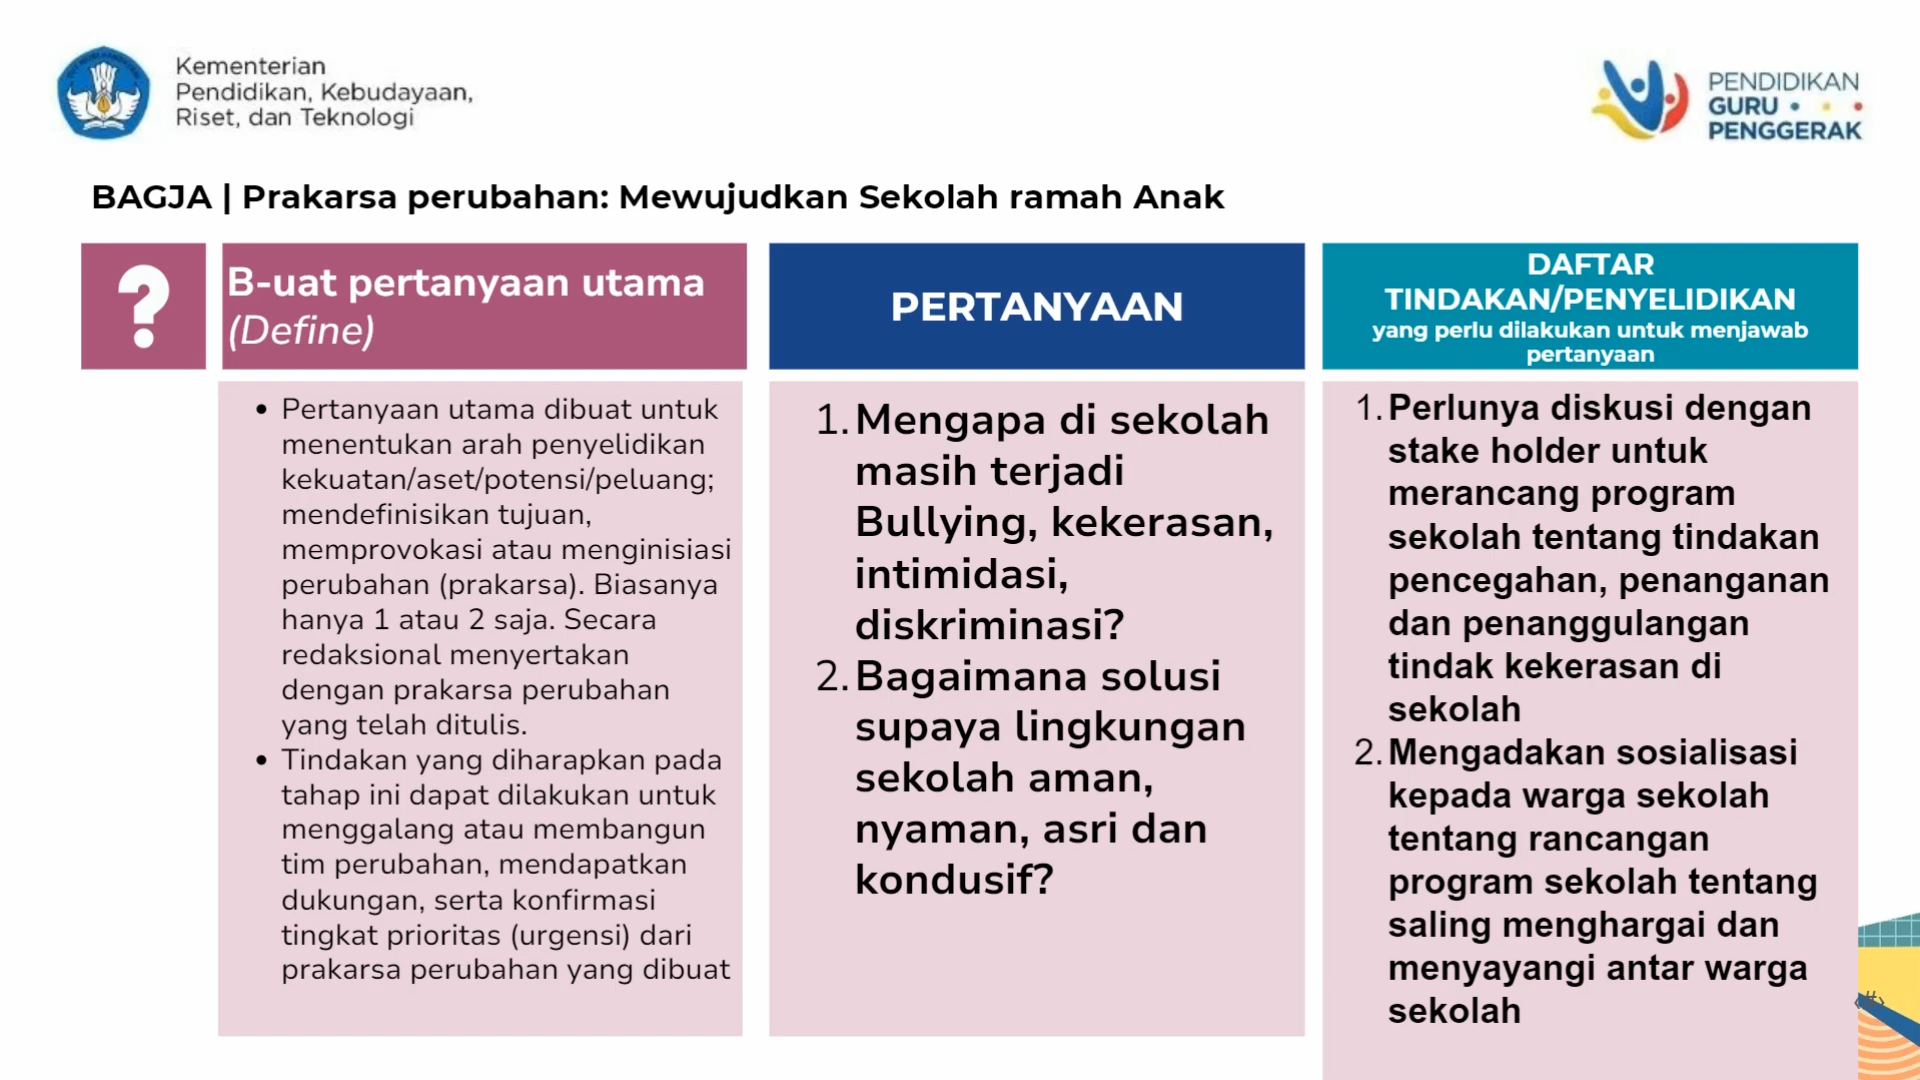 Kementerian
Pendidikan, Kebudayaan,
Riset, dan Teknologi
PENDIDIKAN
GURU
PENGGERAK
BAGJA | Prakarsa perubahan: Mewujudkan Sekolah ramah Anak
?
B-uat pertanyaan utama
(Define)
• Pertanyaan utama dibuat untuk
menentukan arah penyelidikan
kekuatan/aset/potensi/peluang;
mendefinisikan tujuan,
memprovokasi atau menginisiasi
perubahan (prakarsa). Biasanya
hanya 1 atau 2 saja. Secara
redaksional menyertakan
dengan prakarsa perubahan
yang telah ditulis.
• Tindakan yang diharapkan pada
tahap ini dapat dilakukan untuk
menggalang atau membangun
tim perubahan, mendapatkan
dukungan, serta konfirmasi
tingkat prioritas (urgensi) dari
prakarsa perubahan yang dibuat
PERTANYAAN
1. Mengapa di sekolah
masih terjadi
Bullying, kekerasan,
intimidasi,
diskriminasi?
2. Bagaimana solusi
supaya lingkungan
sekolah aman,
nyaman, asri dan
kondusif?
DAFTAR
TINDAKAN/PENYELIDIKAN
yang perlu dilakukan untuk menjawab
pertanyaan
1. Perlunya diskusi dengan
stake holder untuk
merancang program
sekolah tentang tindakan
pencegahan, penanganan
dan penanggulangan
tindak kekerasan di
sekolah
2. Mengadakan sosialisasi
kepada warga sekolah
tentang rancangan
program sekolah tentang
saling menghargai dan
menyayangi antar warga
sekolah
‹#›